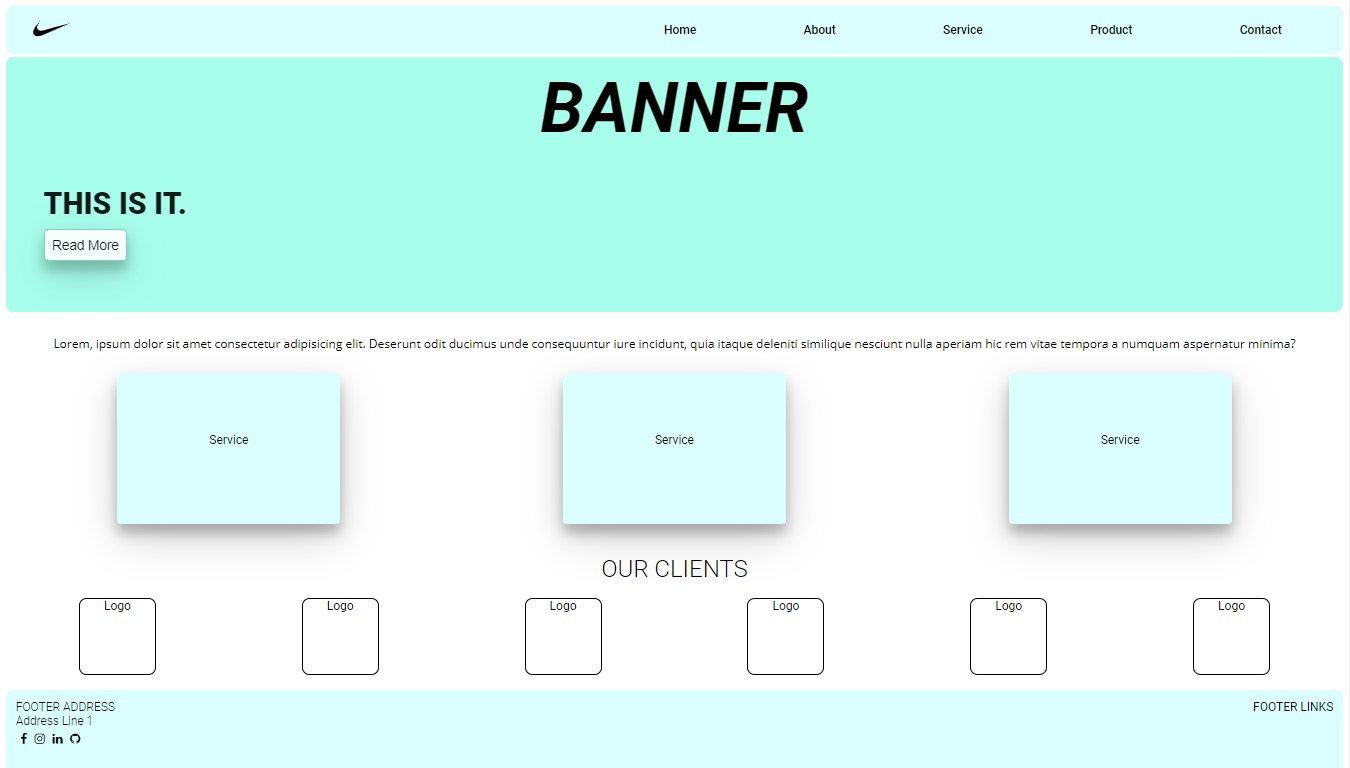 Home About Service Product Contact
BANNER
THIS IS IT.
Read More
Lorem, ipsum dolor sit amet consectetur adipisicing elit. Deserunt odit ducimus unde consequuntur iure incidunt, quia itaque deleniti similique nesciunt nulla aperiam hic rem vitae tempora a numquam aspernatur minima?
Service Service Service
OUR CLIENTS
Logo Logo Logo Logo Logo Logo
FOOTER ADDRESS FOOTER LINKS
Address Line 1